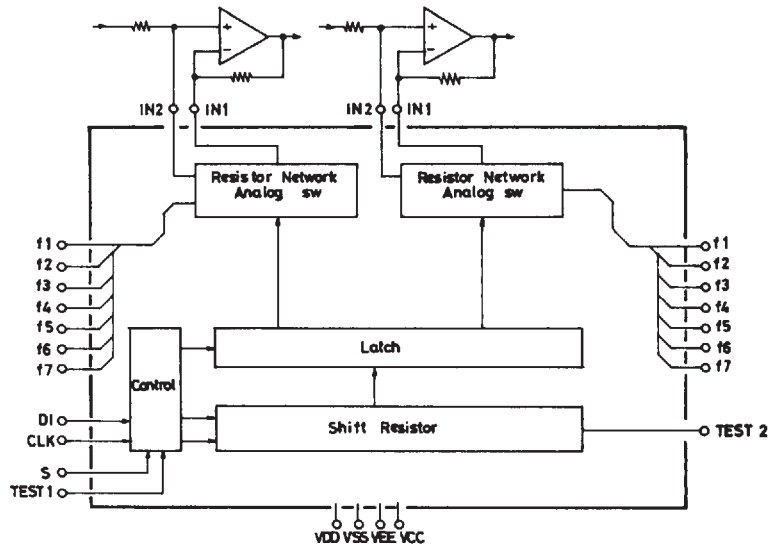 +
−
+
−
IN2 IN1
IN2 IN1
Resistor Network
Analog sw
Resistor Network
Analog sw
f1
f2
f3
f4
f5
f6
f7
f1
f2
f3
f4
f5
f6
f7
Latch
Control
DI
CLK
Shift Resistor
TEST 2
S
TEST 1
VDD VSS VEE VCC